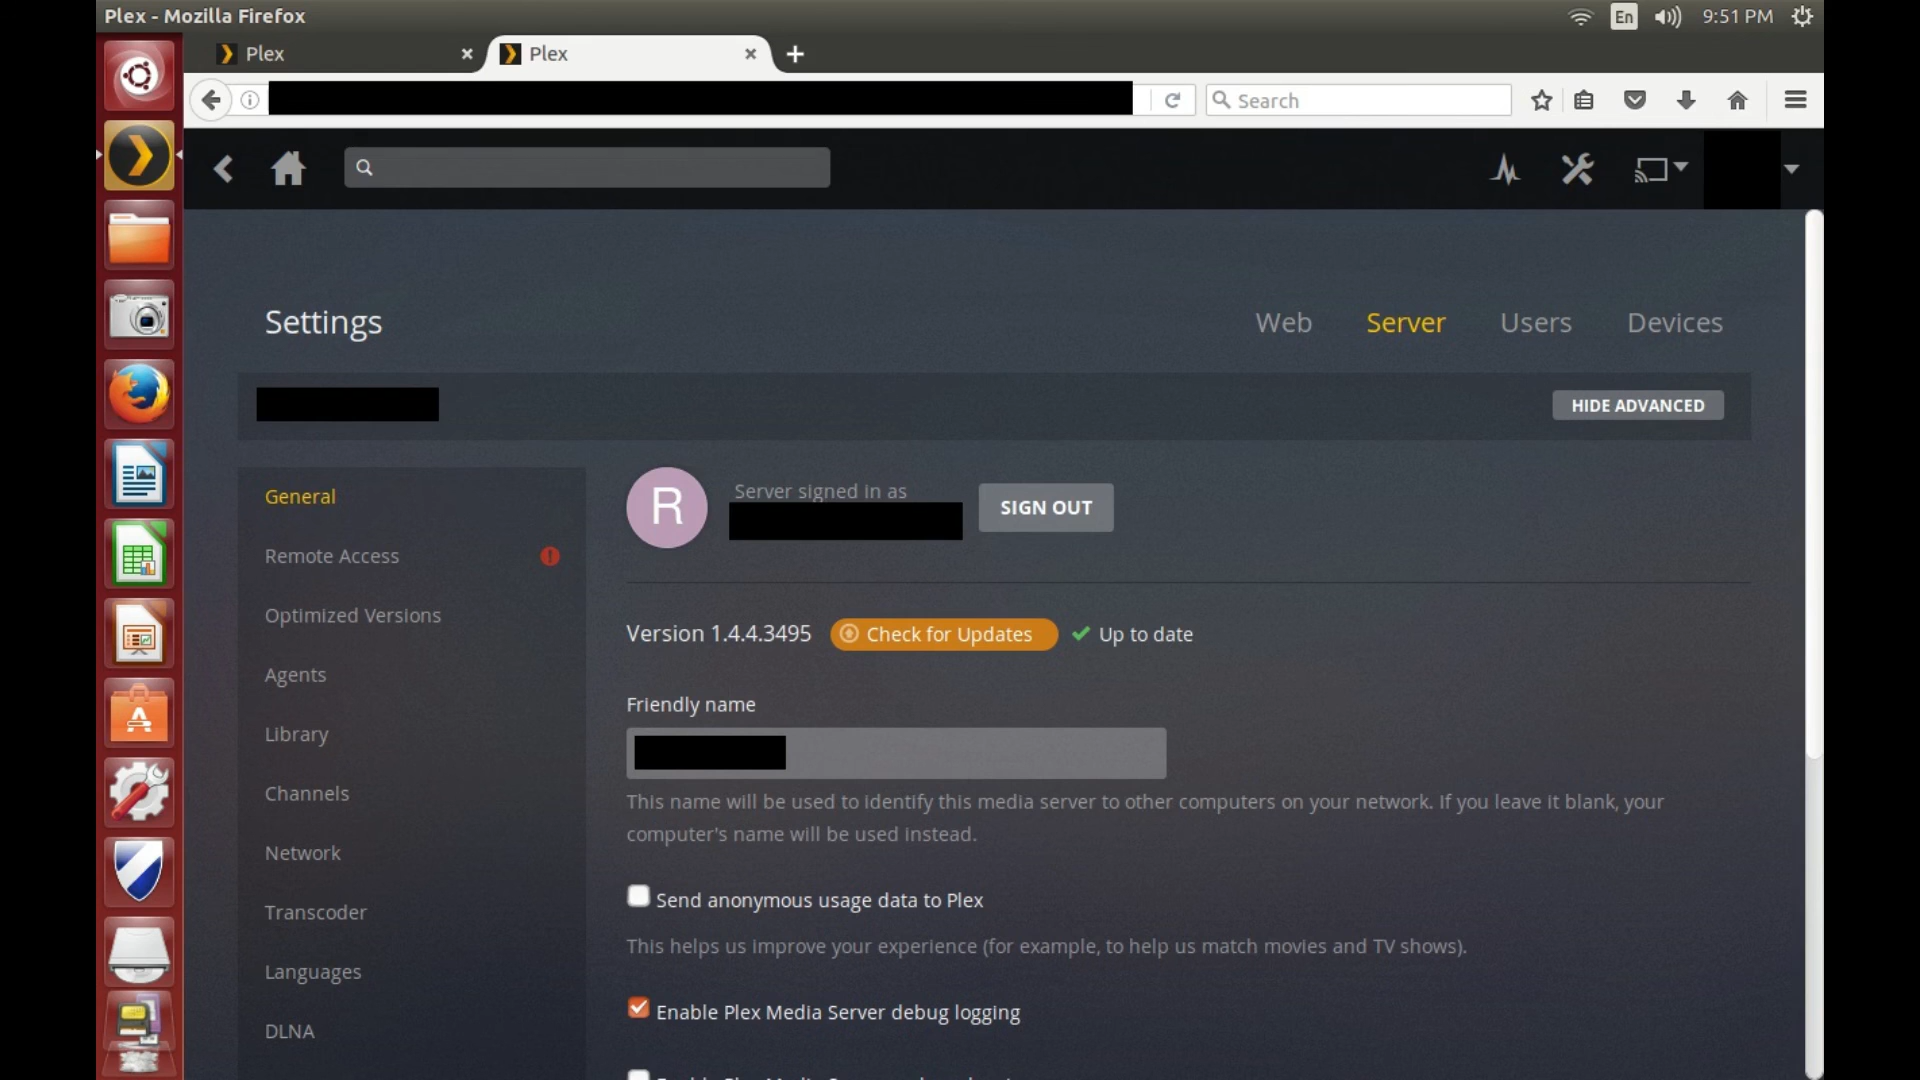 Plex - Mozilla Firefox
En
9:51 PM
Plex
Plex
Search
Settings
Web
Server
Users
Devices
HIDE ADVANCED
General
Remote Access
Optimized Versions
Agents
Library
Channels
Network
Transcoder
Languages
DLNA
R
Server signed in as
SIGN OUT
Version 1.4.4.3495
Check for Updates
Up to date
Friendly name
This name will be used to identify this media server to other computers on your network. If you leave it blank, your
computer's name will be used instead.
Send anonymous usage data to Plex
This helps us improve your experience (for example, to help us match movies and TV shows).
Enable Plex Media Server debug logging